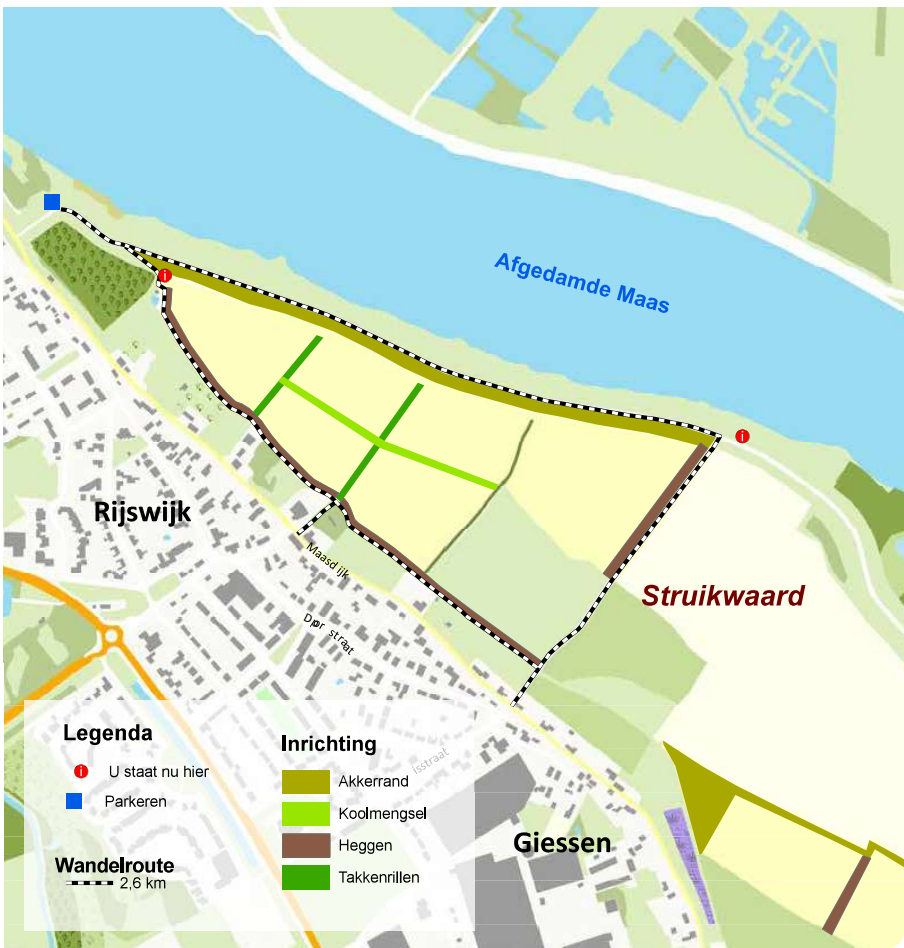 Afgedamde Maas
Rijswijk
Maasdijk
Struikwaard
Giessen
Legenda
i U staat nu hier
Parkeren
Wandelroute
2,6 km
Inrichting
Akkerrand
Koolmengsel
Heggen
Takkenrillen